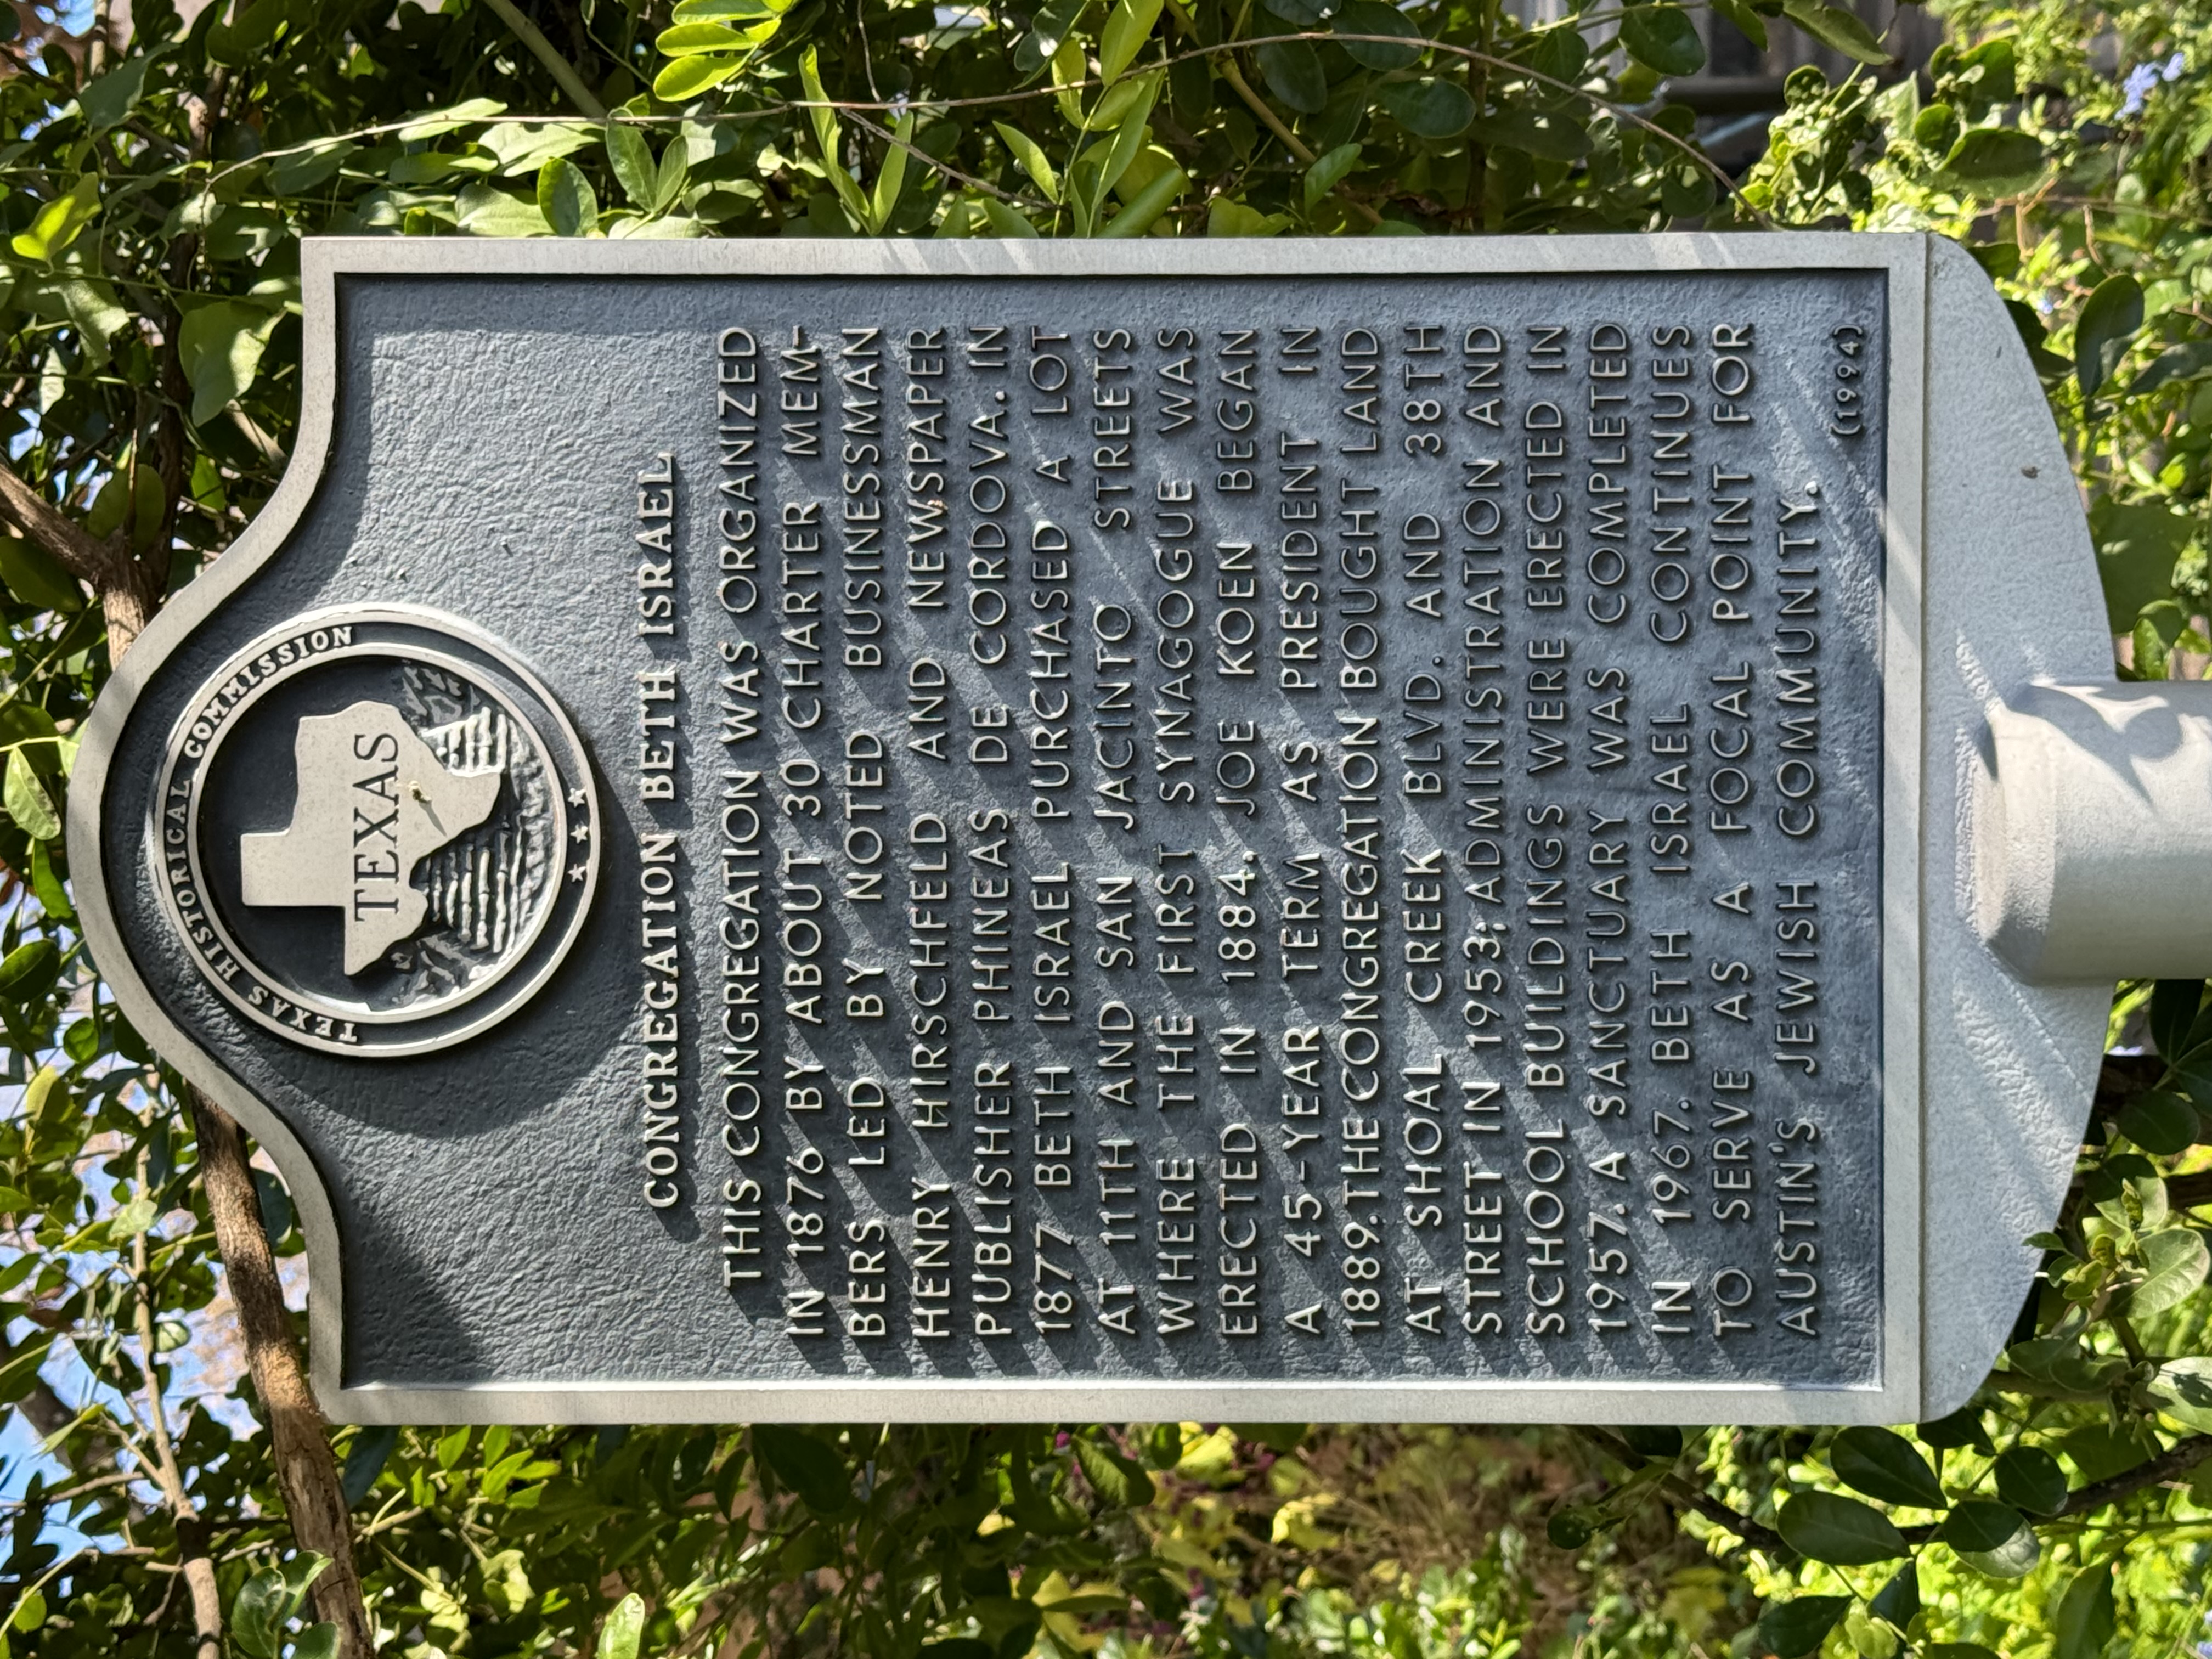 TEXAS HISTORICAL COMMISSION
TEXAS
CONGREGATION BETH ISRAEL
THIS CONGREGATION WAS ORGANIZED
IN 1876 BY ABOUT 30 CHARTER MEM-
BERS LED BY NOTED BUSINESSMAN
HENRY HIRSCHFELD AND NEWSPAPER
PUBLISHER PHINEAS DE CORDOVA. IN
1877 BETH ISRAEL PURCHASED A LOT
AT 11TH AND SAN JACINTO STREETS
WHERE THE FIRST SYNAGOGUE WAS
ERECTED IN 1884. JOE KOEN BEGAN
A 45-YEAR TERM AS PRESIDENT IN
1889. THE CONGREGATION BOUGHT LAND
AT SHOAL CREEK BLVD. AND 38TH
STREET IN 1953; ADMINISTRATION AND
SCHOOL BUILDINGS WERE ERECTED IN
1957. A SANCTUARY WAS COMPLETED
IN 1967. BETH ISRAEL CONTINUES
TO SERVE AS A FOCAL POINT FOR
AUSTIN'S JEWISH COMMUNITY.
(1994)